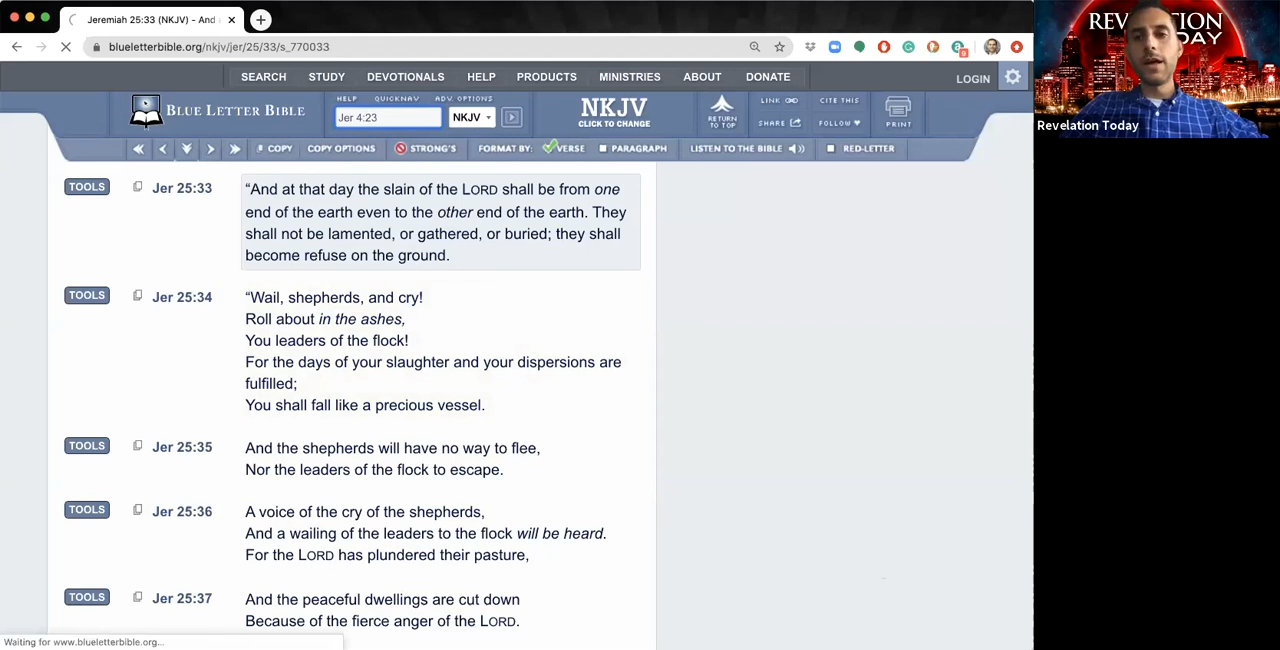 Jeremiah 25:33 (NKJV) - And
blueletterbible.org/nkjv/jer/25/33/s_770033
SEARCH STUDY DEVOTIONALS HELP PRODUCTS MINISTRIES ABOUT DONATE LOGIN
BLUE LETTER BIBLE
HELP QUICKNAV ADV. OPTIONS
Jer 4:23 NKJV
NKJV
CLICK TO CHANGE
RETURN
TO TOP
LINK CITE THIS
SHARE FOLLOW
PRINT
COPY COPY OPTIONS STRONG'S FORMAT BY: VERSE PARAGRAPH LISTEN TO THE BIBLE RED-LETTER
TOOLS Jer 25:33 “And at that day the slain of the LORD shall be from one
end of the earth even to the other end of the earth. They
shall not be lamented, or gathered, or buried; they shall
become refuse on the ground.
TOOLS Jer 25:34 “Wail, shepherds, and cry!
Roll about in the ashes,
You leaders of the flock!
For the days of your slaughter and your dispersions are
fulfilled;
You shall fall like a precious vessel.
TOOLS Jer 25:35 And the shepherds will have no way to flee,
Nor the leaders of the flock to escape.
TOOLS Jer 25:36 A voice of the cry of the shepherds,
And a wailing of the leaders to the flock will be heard.
For the LORD has plundered their pasture,
TOOLS Jer 25:37 And the peaceful dwellings are cut down
Because of the fierce anger of the LORD.
Waiting for www.blueletterbible.org...
REVELATION
TODAY
Revelation Today